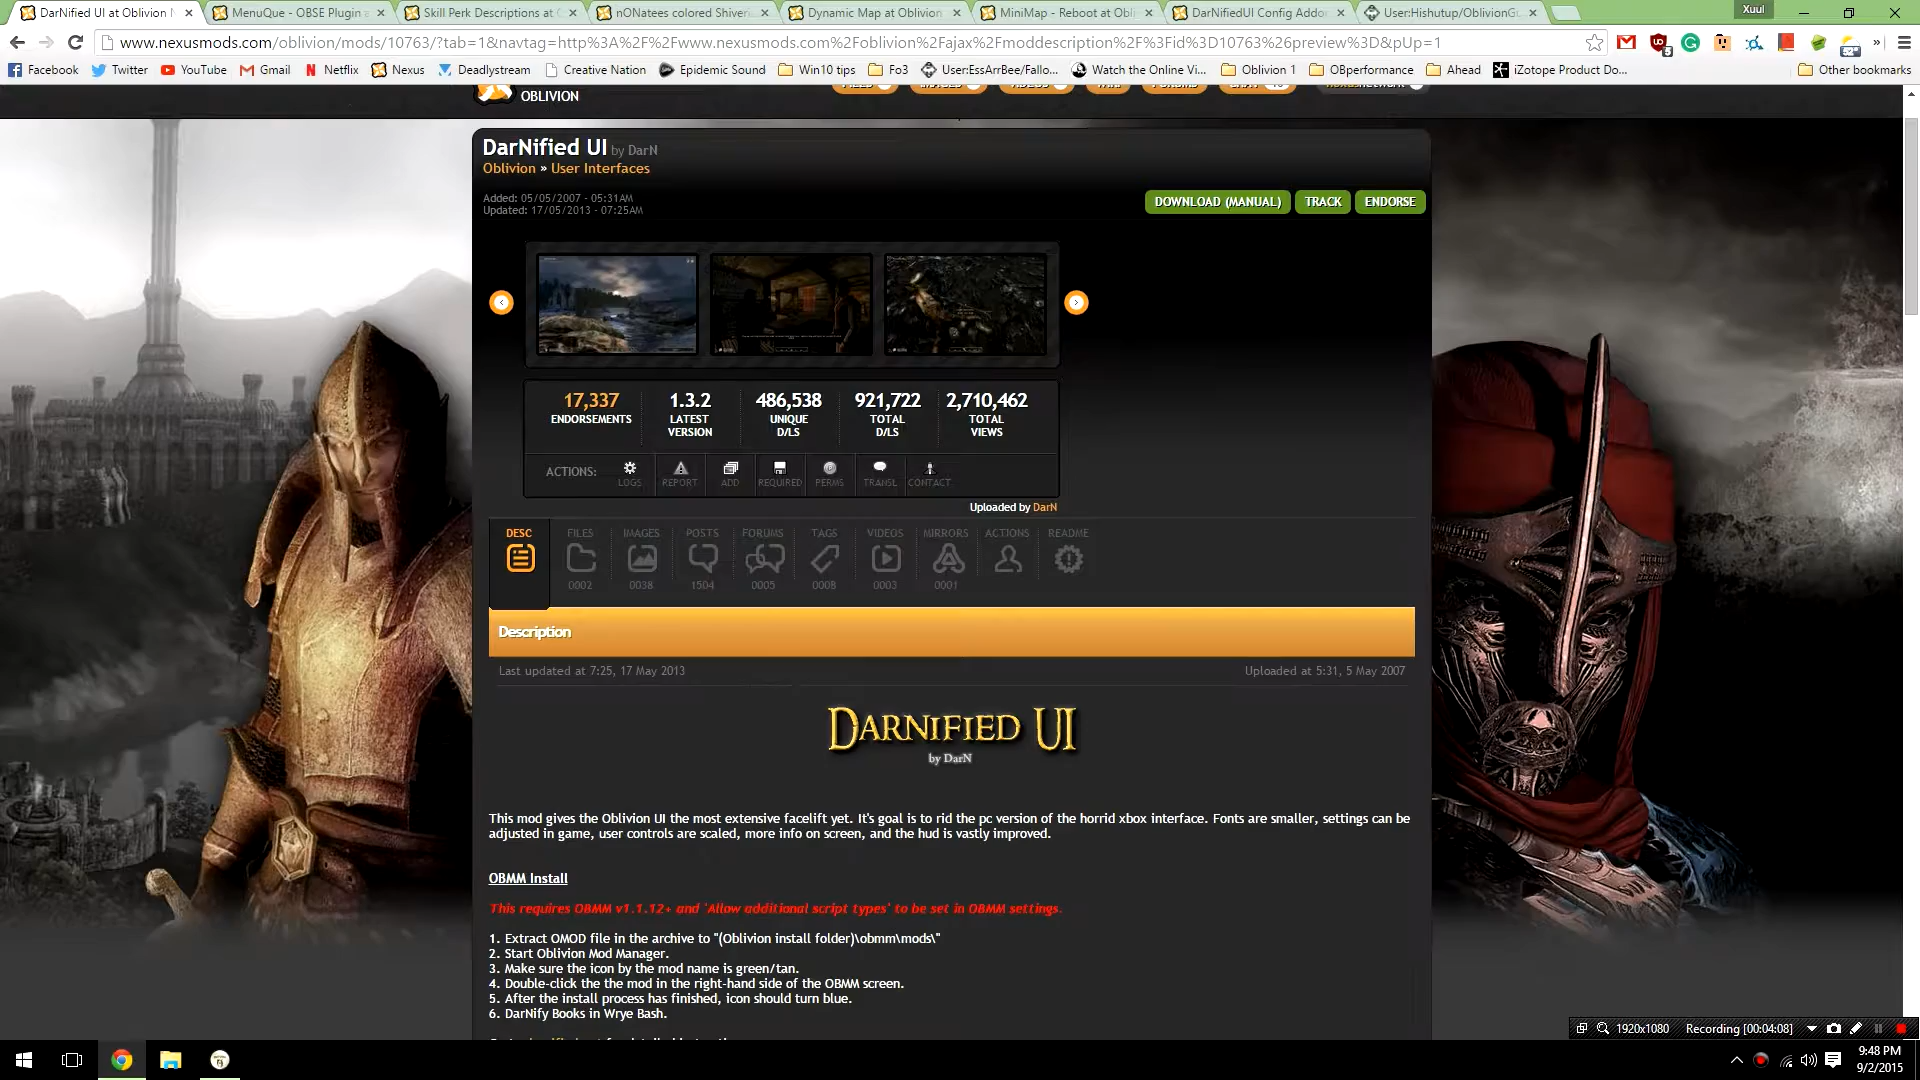 DarNified UI at Oblivion
MenuQue - OBSE Plugin a
Skill Perk Descriptions at
nONatees colored Shiver
Dynamic Map at Oblivion
MiniMap - Reboot at Obli
DarNifiedUI Config Addo
User:Hishutup/OblivionGu
Xuul
www.nexusmods.com/oblivion/mods/10763/?tab=1&navtag=http%3A%2F%2Fwww.nexusmods.com%2Foblivion%2Fajax%2Fmoddescription%2F%3Fid%3D10763%26preview%3D&pUp=1
Facebook
Twitter
YouTube
Gmail
Netflix
Nexus
Deadlystream
Creative Nation
Epidemic Sound
Win10 tips
Fo3
User:EssArrBee/Fallo...
Watch the Online Vi...
Oblivion 1
OBperformance
Ahead
iZotope Product Do...
Other bookmarks
OBLIVION
DarNified UI by DarN
Oblivion » User Interfaces
Added: 05/05/2007 - 05:31AM
Updated: 17/05/2013 - 07:25AM
DOWNLOAD (MANUAL)
TRACK
ENDORSE
17,337
ENDORSEMENTS
1.3.2
LATEST
VERSION
486,538
UNIQUE
D/LS
921,722
TOTAL
D/LS
2,710,462
TOTAL
VIEWS
ACTIONS:
LOGS
REPORT
ADD
REQUIRED
PERMS
TRANSL
CONTACT
Uploaded by DarN
DESC
FILES
0002
IMAGES
0038
POSTS
1504
FORUMS
0005
TAGS
0008
VIDEOS
0003
MIRRORS
0001
ACTIONS
README
Description
Last updated at 7:25, 17 May 2013
Uploaded at 5:31, 5 May 2007
DARNIFIED UI
by DarN
This mod gives the Oblivion UI the most extensive facelift yet. It's goal is to rid the pc version of the horrid xbox interface. Fonts are smaller, settings can be
adjusted in game, user controls are scaled, more info on screen, and the hud is vastly improved.
OBMM Install
This requires OBMM v1.1.12+ and 'Allow additional script types' to be set in OBMM settings.
1. Extract OMOD file in the archive to "(Oblivion install folder)\obmm\mods\"
2. Start Oblivion Mod Manager.
3. Make sure the icon by the mod name is green/tan.
4. Double-click the the mod in the right-hand side of the OBMM screen.
5. After the install process has finished, icon should turn blue.
6. DarNify Books in Wrye Bash.
1920x1080
Recording [00:04:08]
9:48 PM
9/2/2015